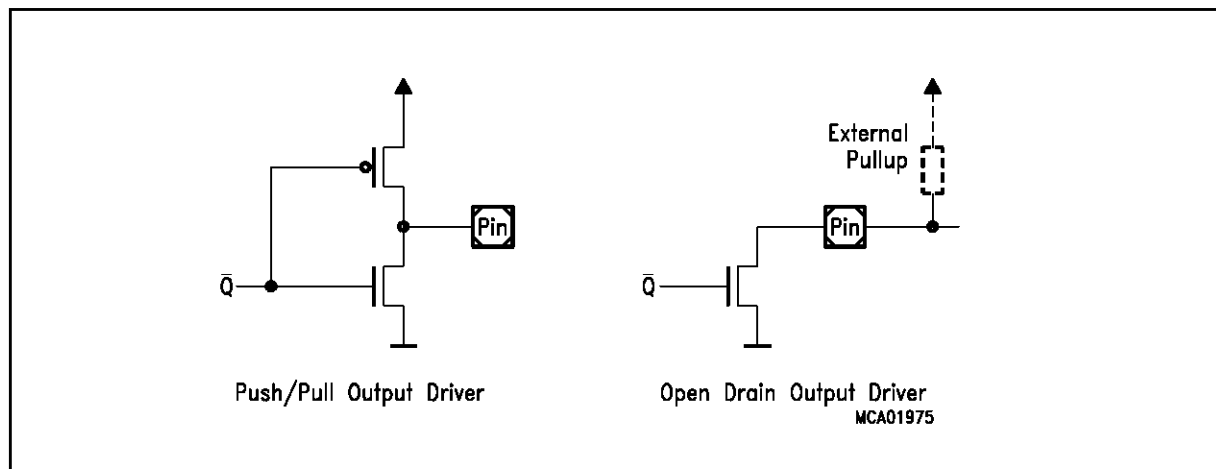 External
Pullup
Pin
Pin
Q̅
Q̅
Push/Pull Output Driver
Open Drain Output Driver
MCA01975